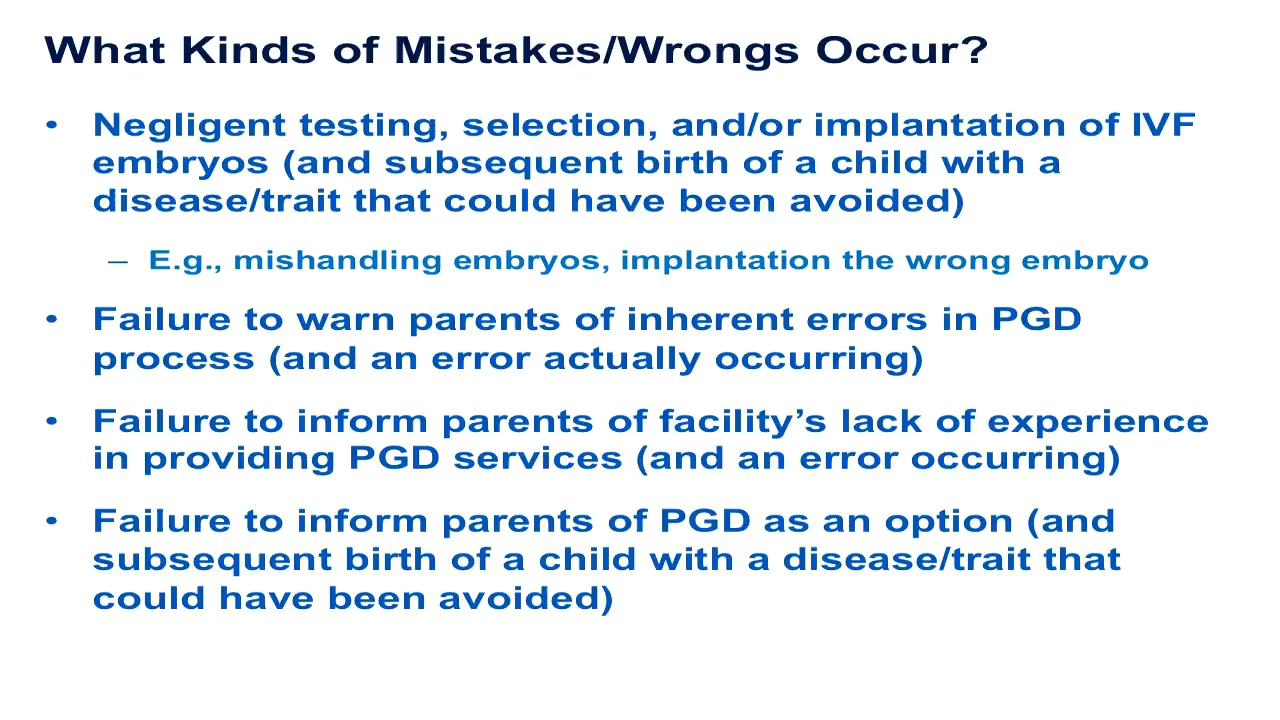 What Kinds of Mistakes/Wrongs Occur?
• Negligent testing, selection, and/or implantation of IVF
embryos (and subsequent birth of a child with a
disease/trait that could have been avoided)
– E.g., mishandling embryos, implantation the wrong embryo
• Failure to warn parents of inherent errors in PGD
process (and an error actually occurring)
• Failure to inform parents of facility’s lack of experience
in providing PGD services (and an error occurring)
• Failure to inform parents of PGD as an option (and
subsequent birth of a child with a disease/trait that
could have been avoided)